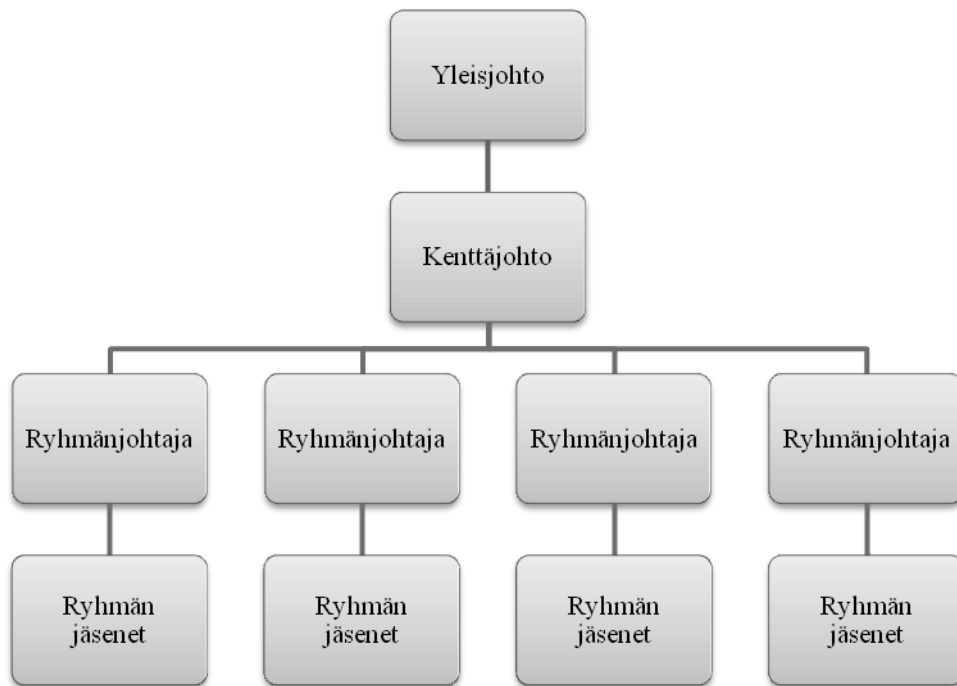 Yleisjohto
Kenttäjohto
Ryhmänjohtaja
Ryhmänjohtaja
Ryhmänjohtaja
Ryhmänjohtaja
Ryhmän
jäsenet
Ryhmän
jäsenet
Ryhmän
jäsenet
Ryhmän
jäsenet